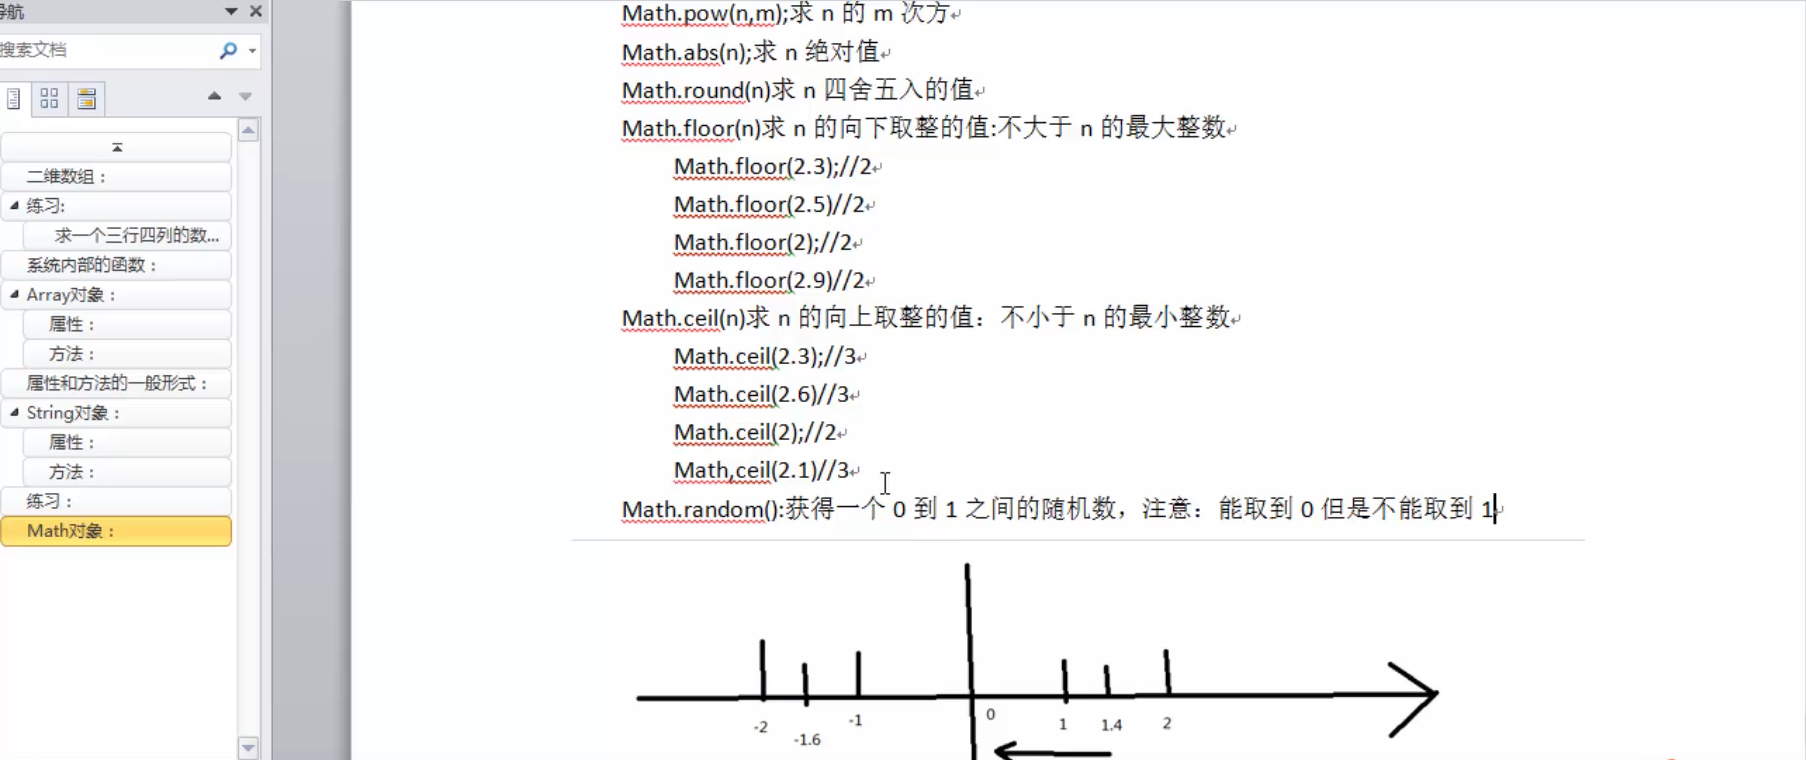 导航
搜索文档
二维数组：
练习:
求一个三行四列的数...
系统内部的函数：
Array对象：
属性：
方法：
属性和方法的一般形式：
String对象：
属性：
方法：
练习：
Math对象：
Math.pow(n,m);求 n 的 m 次方
Math.abs(n);求 n 绝对值
Math.round(n)求 n 四舍五入的值
Math.floor(n)求 n 的向下取整的值:不大于 n 的最大整数
Math.floor(2.3);//2
Math.floor(2.5)//2
Math.floor(2);//2
Math.floor(2.9)//2
Math.ceil(n)求 n 的向上取整的值：不小于 n 的最小整数
Math.ceil(2.3);//3
Math.ceil(2.6)//3
Math.ceil(2);//2
Math,ceil(2.1)//3
Math.random():获得一个 0 到 1 之间的随机数，注意：能取到 0 但是不能取到 1
-2
-1.6
-1
0
1
1.4
2